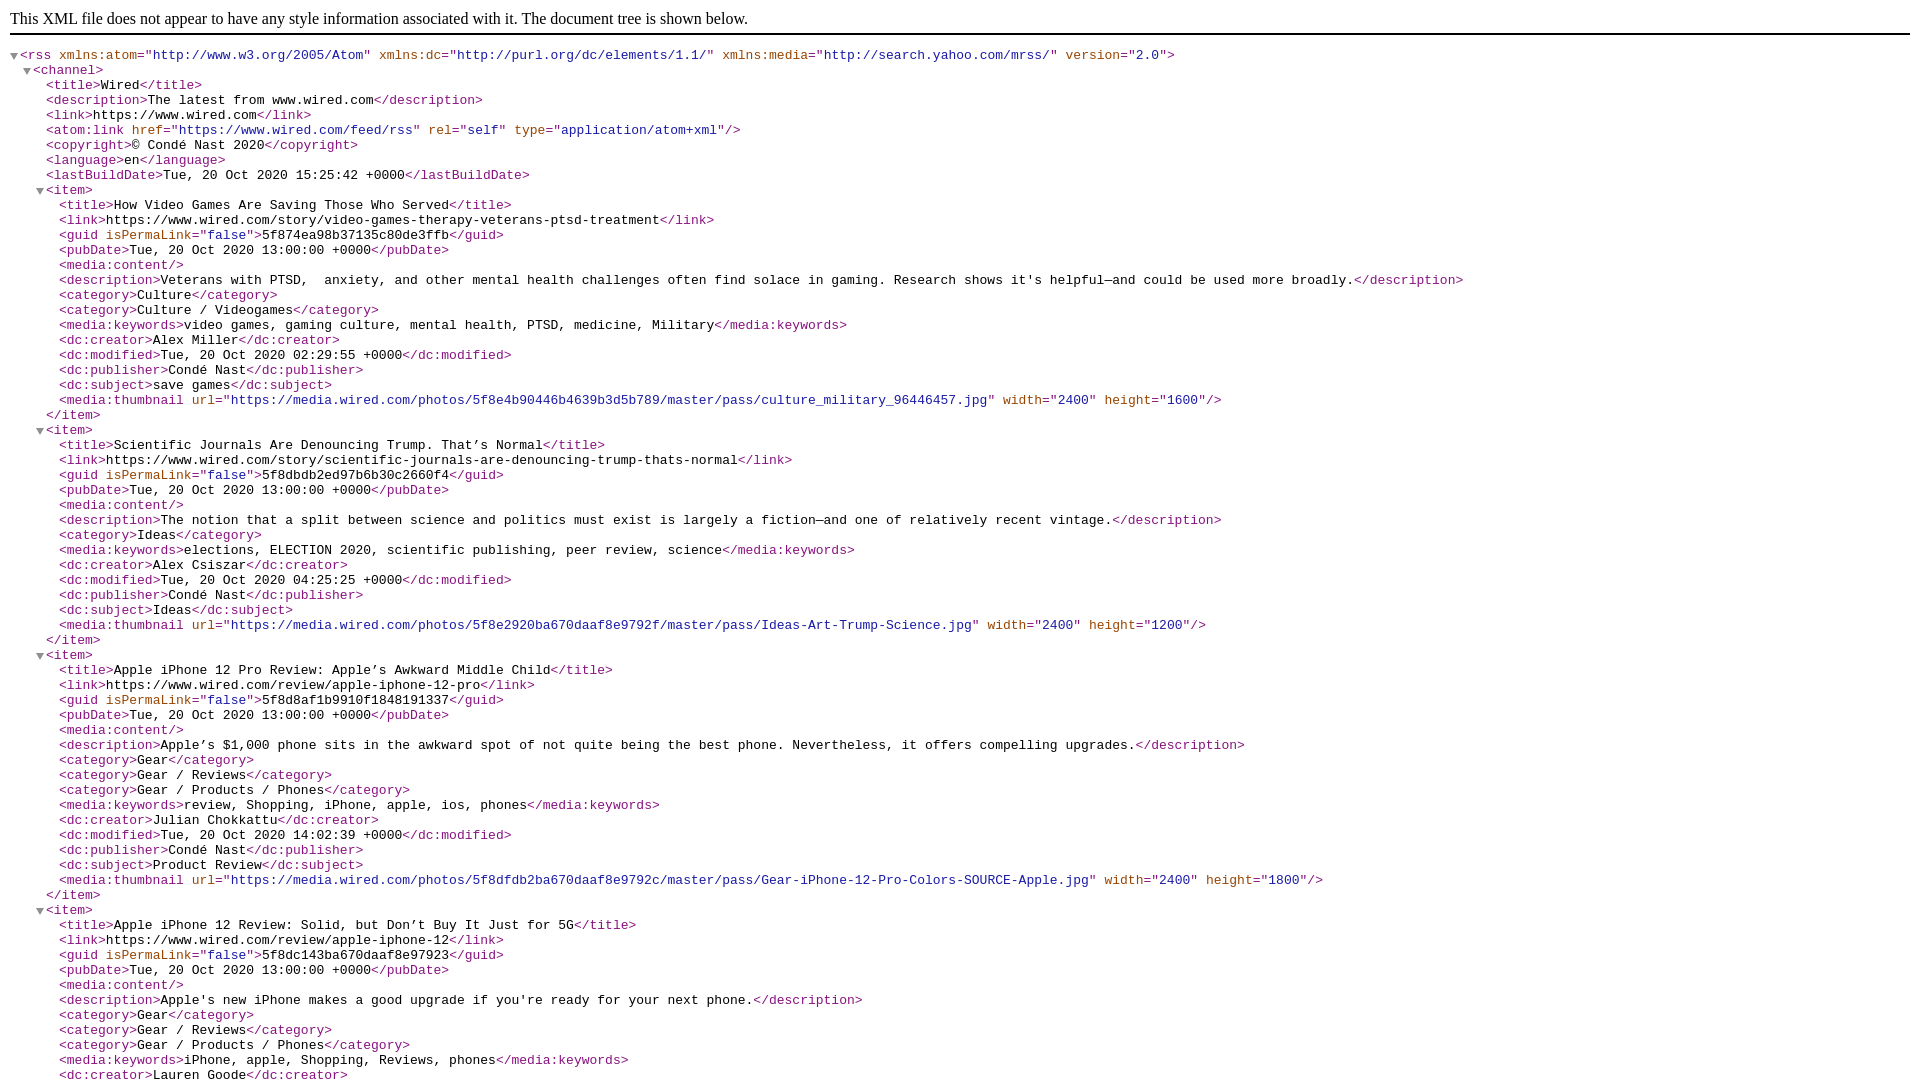 This XML file does not appear to have any style information associated with it. The document tree is shown below.
<rss xmlns:atom="http://www.w3.org/2005/Atom" xmlns:dc="http://purl.org/dc/elements/1.1/" xmlns:media="http://search.yahoo.com/mrss/" version="2.0">
<channel>
<title>Wired</title>
<description>The latest from www.wired.com</description>
<link>https://www.wired.com</link>
<atom:link href="https://www.wired.com/feed/rss" rel="self" type="application/atom+xml"/>
<copyright>© Condé Nast 2020</copyright>
<language>en</language>
<lastBuildDate>Tue, 20 Oct 2020 15:25:42 +0000</lastBuildDate>
<item>
<title>How Video Games Are Saving Those Who Served</title>
<link>https://www.wired.com/story/video-games-therapy-veterans-ptsd-treatment</link>
<guid isPermaLink="false">5f874ea98b37135c80de3ffb</guid>
<pubDate>Tue, 20 Oct 2020 13:00:00 +0000</pubDate>
<media:content/>
<description>Veterans with PTSD,  anxiety, and other mental health challenges often find solace in gaming. Research shows it's helpful—and could be used more broadly.</description>
<category>Culture</category>
<category>Culture / Videogames</category>
<media:keywords>video games, gaming culture, mental health, PTSD, medicine, Military</media:keywords>
<dc:creator>Alex Miller</dc:creator>
<dc:modified>Tue, 20 Oct 2020 02:29:55 +0000</dc:modified>
<dc:publisher>Condé Nast</dc:publisher>
<dc:subject>save games</dc:subject>
<media:thumbnail url="https://media.wired.com/photos/5f8e4b90446b4639b3d5b789/master/pass/culture_military_96446457.jpg" width="2400" height="1600"/>
</item>
<item>
<title>Scientific Journals Are Denouncing Trump. That’s Normal</title>
<link>https://www.wired.com/story/scientific-journals-are-denouncing-trump-thats-normal</link>
<guid isPermaLink="false">5f8dbdb2ed97b6b30c2660f4</guid>
<pubDate>Tue, 20 Oct 2020 13:00:00 +0000</pubDate>
<media:content/>
<description>The notion that a split between science and politics must exist is largely a fiction—and one of relatively recent vintage.</description>
<category>Ideas</category>
<media:keywords>elections, ELECTION 2020, scientific publishing, peer review, science</media:keywords>
<dc:creator>Alex Csiszar</dc:creator>
<dc:modified>Tue, 20 Oct 2020 04:25:25 +0000</dc:modified>
<dc:publisher>Condé Nast</dc:publisher>
<dc:subject>Ideas</dc:subject>
<media:thumbnail url="https://media.wired.com/photos/5f8e2920ba670daaf8e9792f/master/pass/Ideas-Art-Trump-Science.jpg" width="2400" height="1200"/>
</item>
<item>
<title>Apple iPhone 12 Pro Review: Apple’s Awkward Middle Child</title>
<link>https://www.wired.com/review/apple-iphone-12-pro</link>
<guid isPermaLink="false">5f8d8af1b9910f1848191337</guid>
<pubDate>Tue, 20 Oct 2020 13:00:00 +0000</pubDate>
<media:content/>
<description>Apple’s $1,000 phone sits in the awkward spot of not quite being the best phone. Nevertheless, it offers compelling upgrades.</description>
<category>Gear</category>
<category>Gear / Reviews</category>
<category>Gear / Products / Phones</category>
<media:keywords>review, Shopping, iPhone, apple, ios, phones</media:keywords>
<dc:creator>Julian Chokkattu</dc:creator>
<dc:modified>Tue, 20 Oct 2020 14:02:39 +0000</dc:modified>
<dc:publisher>Condé Nast</dc:publisher>
<dc:subject>Product Review</dc:subject>
<media:thumbnail url="https://media.wired.com/photos/5f8dfdb2ba670daaf8e9792c/master/pass/Gear-iPhone-12-Pro-Colors-SOURCE-Apple.jpg" width="2400" height="1800"/>
</item>
<item>
<title>Apple iPhone 12 Review: Solid, but Don’t Buy It Just for 5G</title>
<link>https://www.wired.com/review/apple-iphone-12</link>
<guid isPermaLink="false">5f8dc143ba670daaf8e97923</guid>
<pubDate>Tue, 20 Oct 2020 13:00:00 +0000</pubDate>
<media:content/>
<description>Apple's new iPhone makes a good upgrade if you're ready for your next phone.</description>
<category>Gear</category>
<category>Gear / Reviews</category>
<category>Gear / Products / Phones</category>
<media:keywords>iPhone, apple, Shopping, Reviews, phones</media:keywords>
<dc:creator>Lauren Goode</dc:creator>